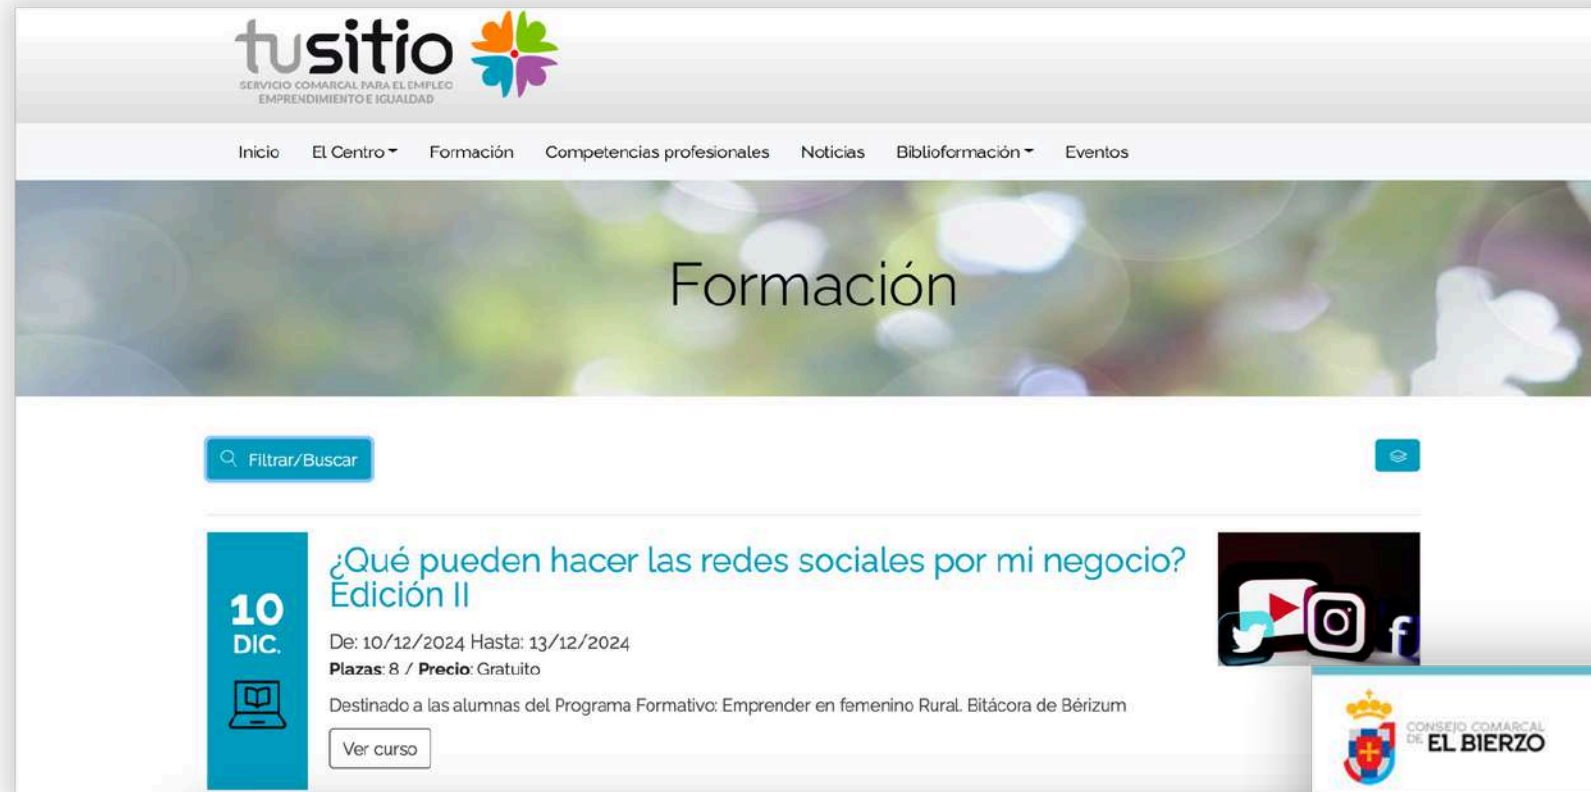 tusitio
SERVICIO COMARCAL PARA EL EMPLEO
EMPRENDIMIENTO E IGUALDAD
Inicio El Centro Formación Competencias profesionales Noticias Biblioformación Eventos
Formación
Filtrar/Buscar
10
DIC.
¿Qué pueden hacer las redes sociales por mi negocio?
Edición II
De: 10/12/2024 Hasta: 13/12/2024
Plazas: 8 / Precio: Gratuito
Destinado a las alumnas del Programa Formativo: Emprender en femenino Rural. Bitácora de Bérizum
Ver curso
CONSEJO COMARCAL
DE EL BIERZO